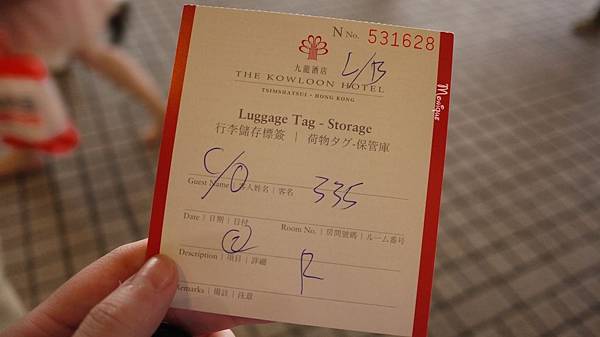 N No. 531628
L/B
九龍酒店
THE KOWLOON HOTEL
TSIMSHATSUI · HONG KONG
Monique
Luggage Tag - Storage
行李儲存標簽 | 荷物タグ-保管庫
C/O 335
Guest Name | 客人姓名 | 客名
Date | 日期 | 日付 Room No. | 房間號碼 | ルーム番号
② R
Description | 項目 | 詳細
Remarks | 備註 | 注意